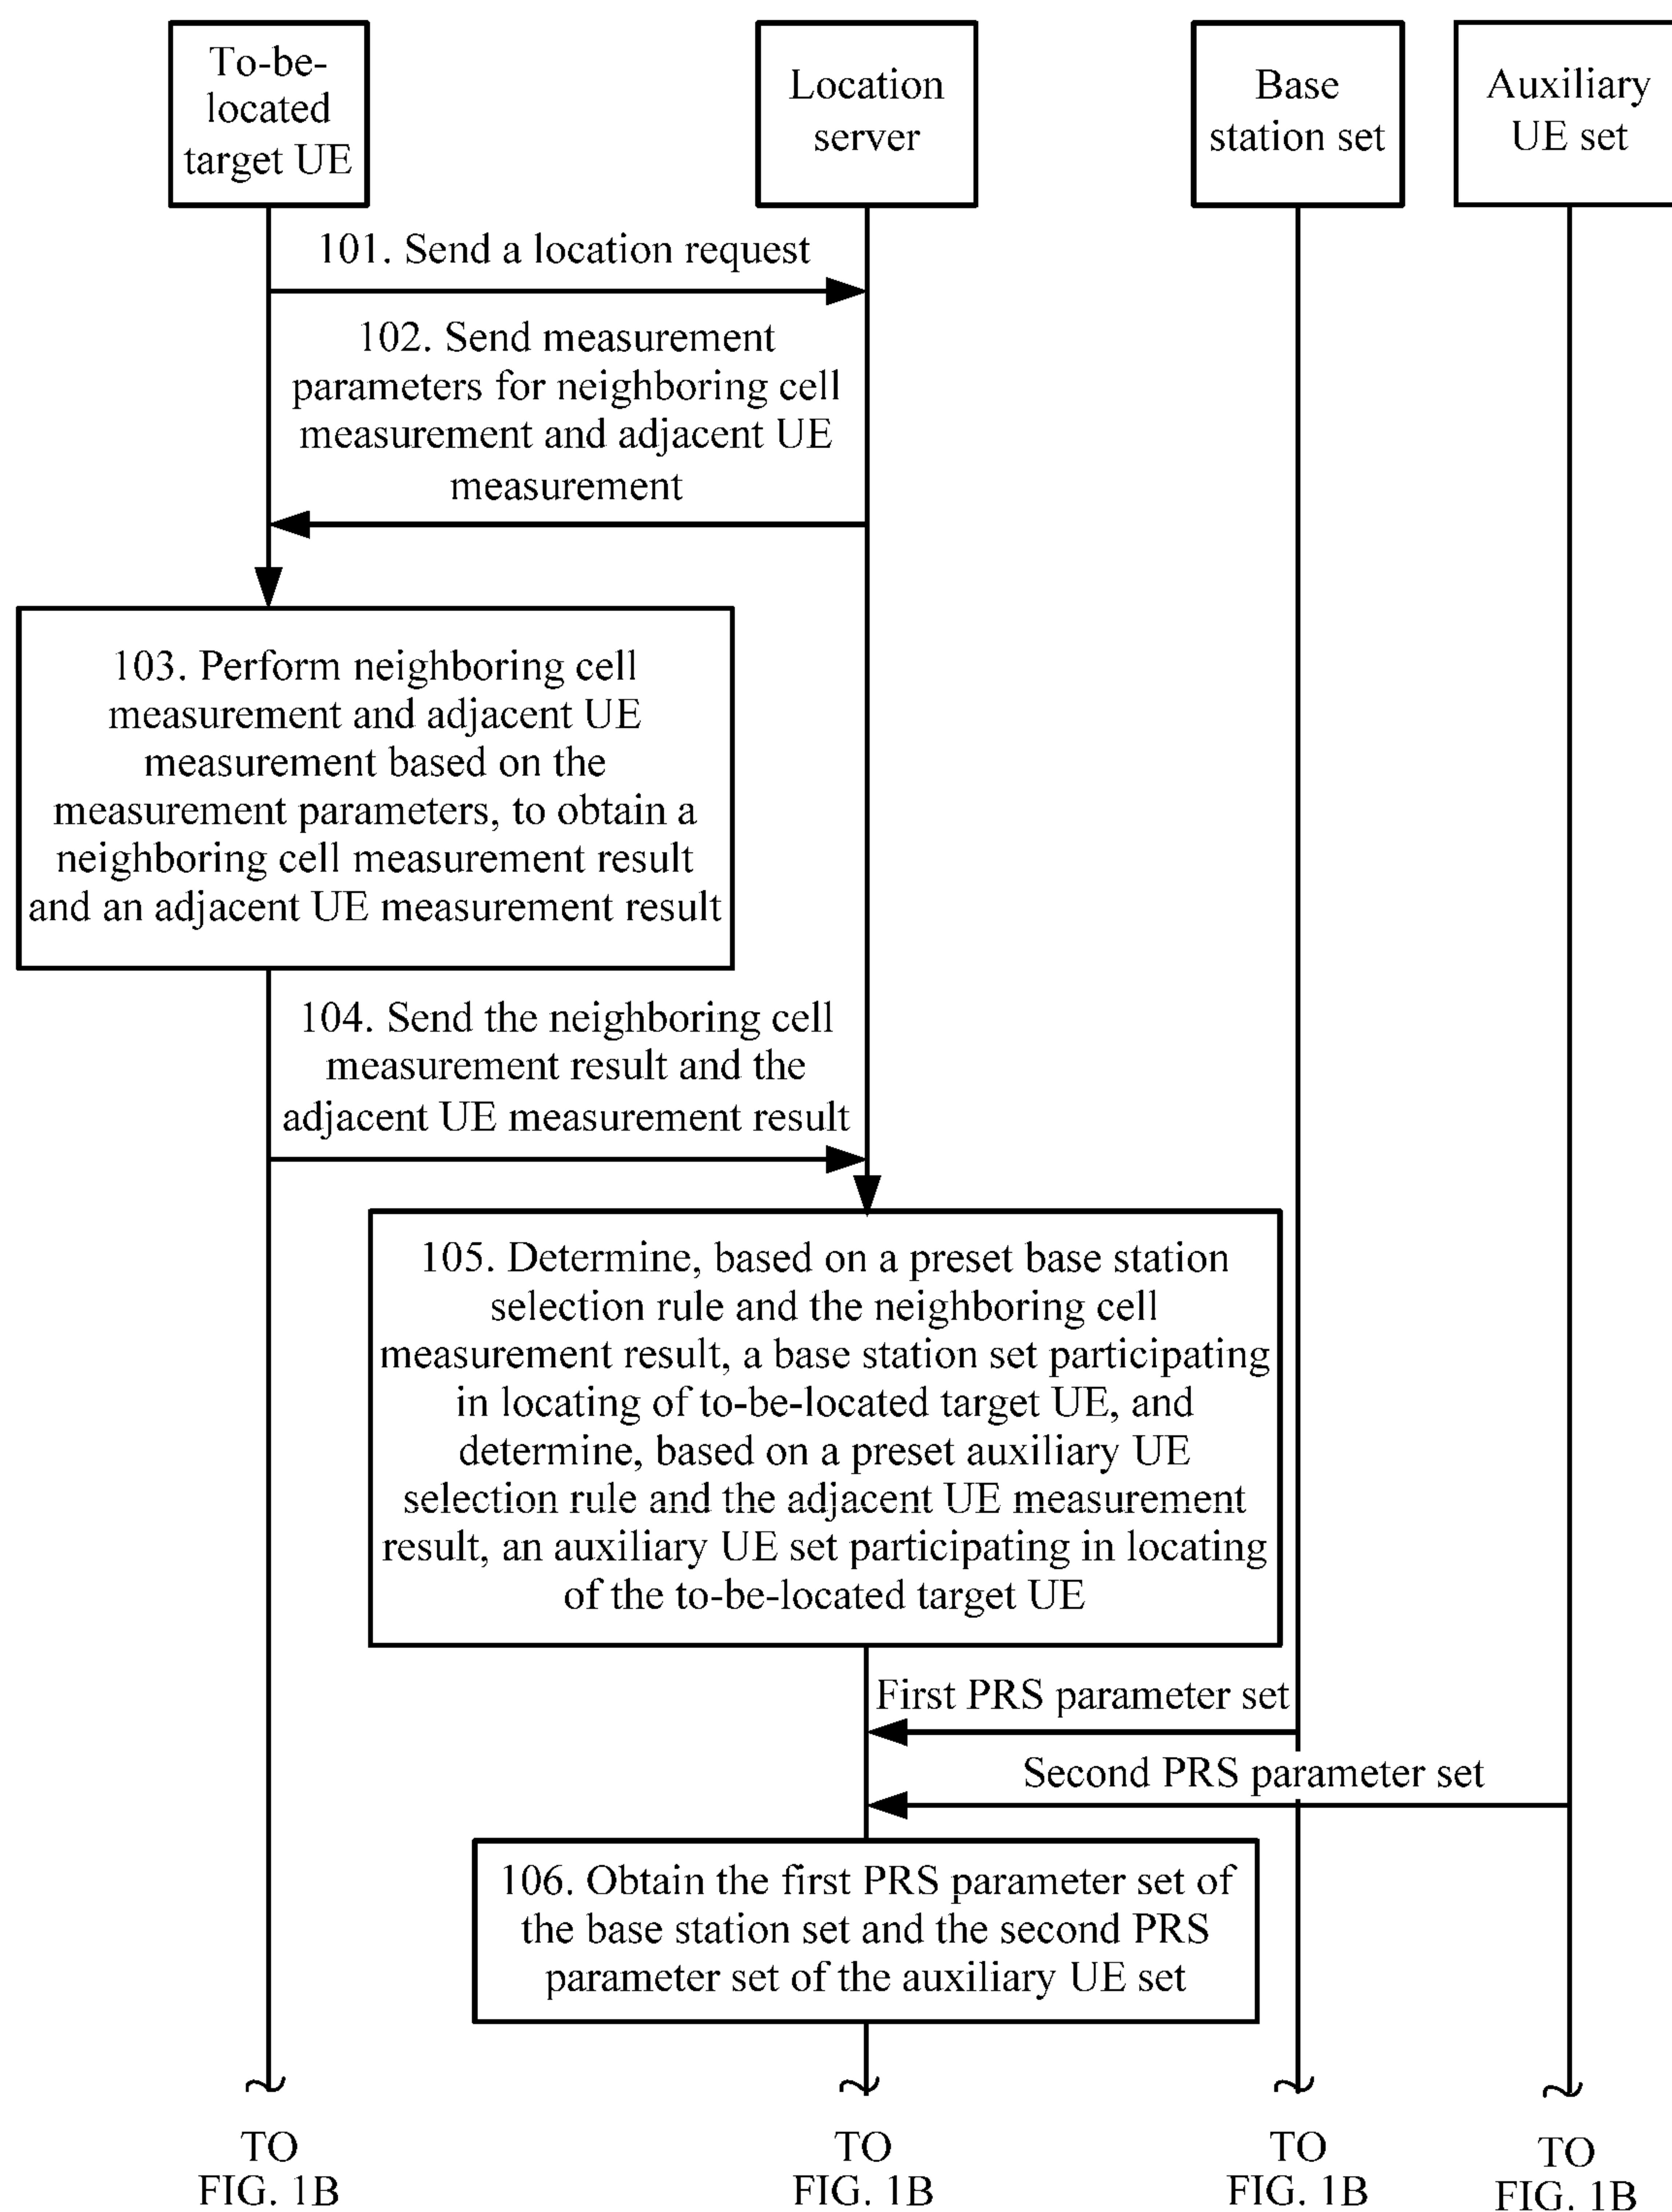 To-be-
located
target UE
Location
server
Base
station set
Auxiliary
UE set
101. Send a location request
102. Send measurement
parameters for neighboring cell
measurement and adjacent UE
measurement
103. Perform neighboring cell
measurement and adjacent UE
measurement based on the
measurement parameters, to obtain a
neighboring cell measurement result
and an adjacent UE measurement result
104. Send the neighboring cell
measurement result and the
adjacent UE measurement result
105. Determine, based on a preset base station
selection rule and the neighboring cell
measurement result, a base station set participating
in locating of to-be-located target UE, and
determine, based on a preset auxiliary UE
selection rule and the adjacent UE measurement
result, an auxiliary UE set participating in locating
of the to-be-located target UE
First PRS parameter set
Second PRS parameter set
106. Obtain the first PRS parameter set of
the base station set and the second PRS
parameter set of the auxiliary UE set
TO
FIG. 1B
TO
FIG. 1B
TO
FIG. 1B
TO
FIG. 1B